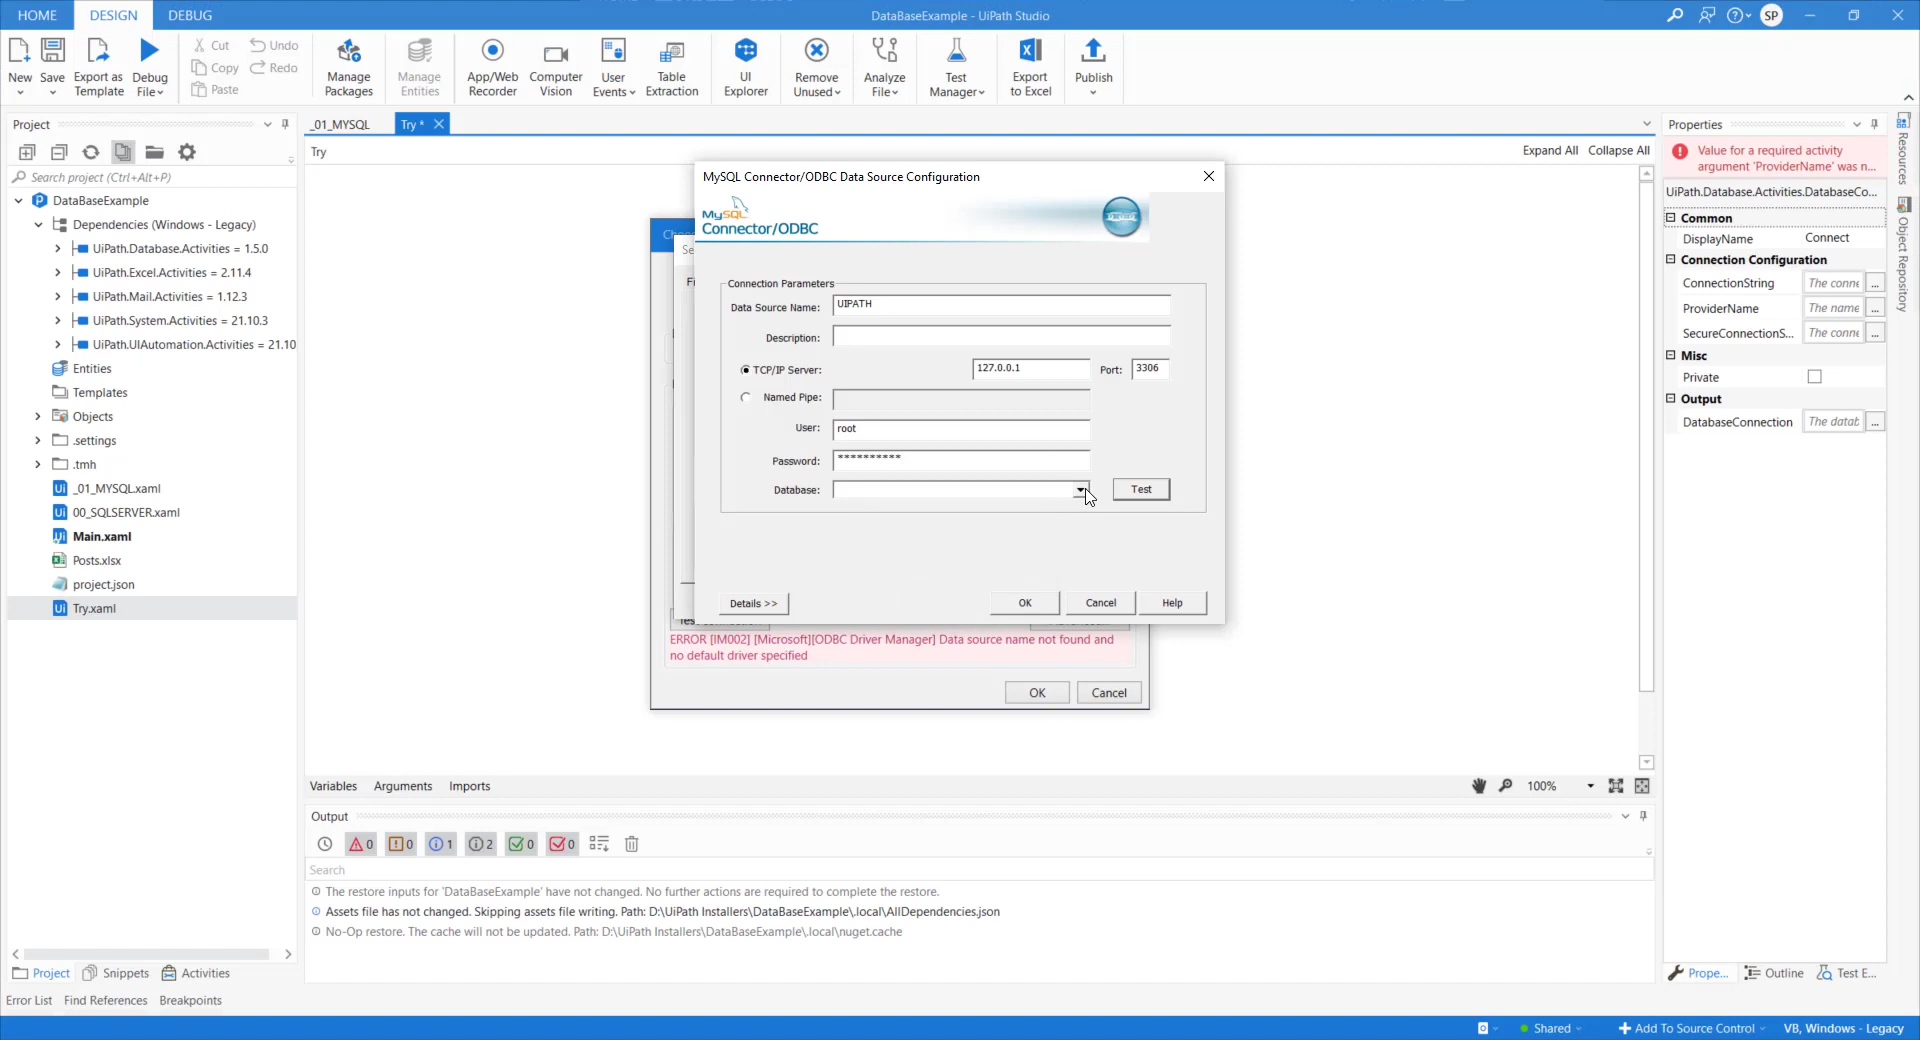 HOME
DESIGN
DEBUG
DataBaseExample - UiPath Studio
SP
New
Save
Export as Template
Debug File
Cut
Copy
Paste
Undo
Redo
Manage Packages
Manage Entities
App/Web Recorder
Computer Vision
User Events
Table Extraction
UI Explorer
Remove Unused
Analyze File
Test Manager
Export to Excel
Publish
Project
Search project (Ctrl+Alt+P)
DataBaseExample
Dependencies (Windows - Legacy)
UiPath.Database.Activities = 1.5.0
UiPath.Excel.Activities = 2.11.4
UiPath.Mail.Activities = 1.12.3
UiPath.System.Activities = 21.10.3
UiPath.UIAutomation.Activities = 21.10
Entities
Templates
Objects
.settings
.tmh
_01_MYSQL.xaml
00_SQLSERVER.xaml
Main.xaml
Posts.xlsx
project.json
Try.xaml
Project
Snippets
Activities
Error List
Find References
Breakpoints
_01_MYSQL
Try *
Try
Expand All
Collapse All
MySQL Connector/ODBC Data Source Configuration
MySQL
Connector/ODBC
Connection Parameters
Data Source Name:
UIPATH
Description:
TCP/IP Server:
127.0.0.1
Port:
3306
Named Pipe:
User:
root
Password:
**********
Database:
Test
Details >>
OK
Cancel
Help
ERROR [IM002] [Microsoft][ODBC Driver Manager] Data source name not found and
no default driver specified
OK
Cancel
Variables
Arguments
Imports
100%
Output
0
0
1
2
0
0
Search
The restore inputs for 'DataBaseExample' have not changed. No further actions are required to complete the restore.
Assets file has not changed. Skipping assets file writing. Path: D:\UiPath Installers\DataBaseExample\.local\AllDependencies.json
No-Op restore. The cache will not be updated. Path: D:\UiPath Installers\DataBaseExample\.local\nuget.cache
Properties
Value for a required activity
argument 'ProviderName' was n...
UiPath.Database.Activities.DatabaseCo...
Common
DisplayName
Connect
Connection Configuration
ConnectionString
The conne
...
ProviderName
The name
...
SecureConnectionS...
The conne
...
Misc
Private
Output
DatabaseConnection
The datab
...
Prope...
Outline
Test E...
Resources
Object Repository
Shared
Add To Source Control
VB, Windows - Legacy